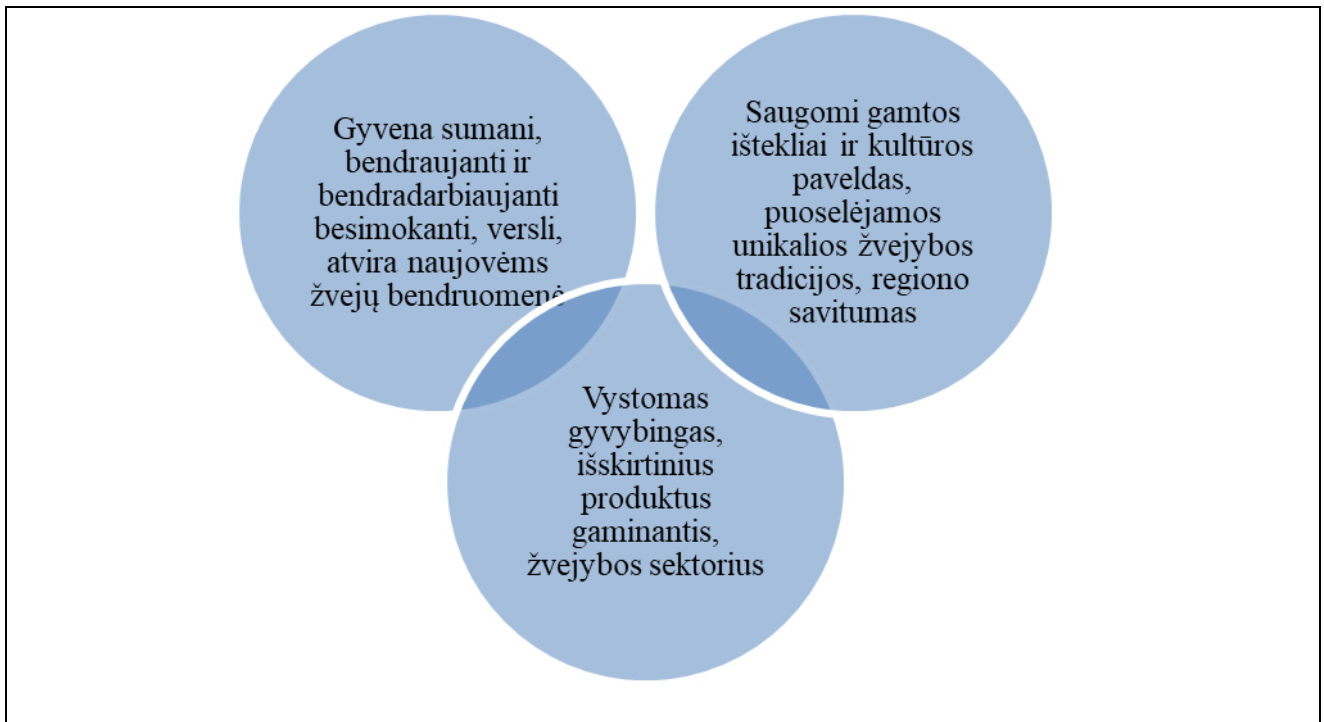 Gyvena sumani,
bendraujanti ir
bendradarbiaujanti
besimokanti, versli,
atvira naujovėms
žvejų bendruomenė
Saugomi gamtos
ištekliai ir kultūros
paveldas,
puoselėjamos
unikalios žvejybos
tradicijos, regiono
savitumas
Vystomas
gyvybingas,
išskirtinius
produktus
gaminantis,
žvejybos sektorius